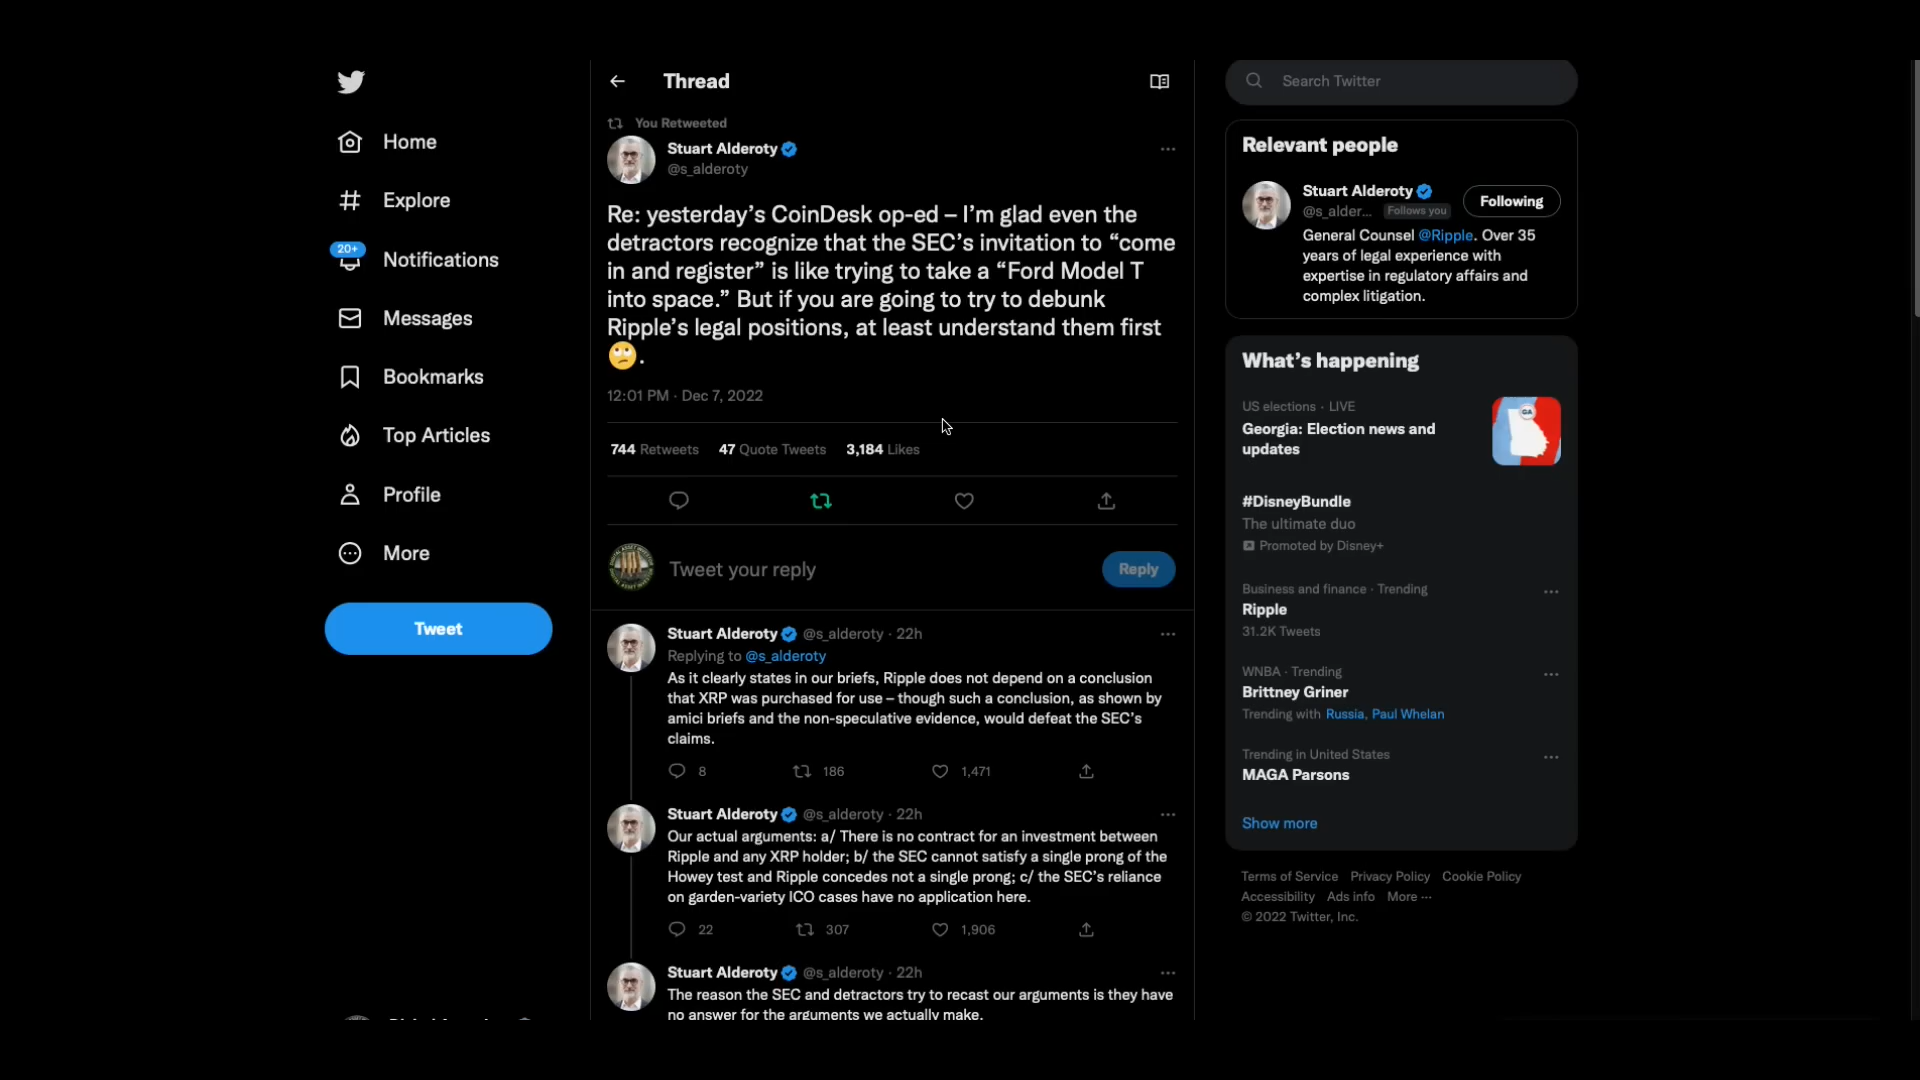 Home
Explore
20+
Notifications
Messages
Bookmarks
Top Articles
Profile
More
Tweet
Thread
You Retweeted
Stuart Alderoty
@s_alderoty
Re: yesterday’s CoinDesk op-ed – I’m glad even the
detractors recognize that the SEC’s invitation to “come
in and register” is like trying to take a “Ford Model T
into space.” But if you are going to try to debunk
Ripple’s legal positions, at least understand them first
🙄.
12:01 PM · Dec 7, 2022
744 Retweets 47 Quote Tweets 3,184 Likes
Tweet your reply
Reply
Stuart Alderoty @s_alderoty · 22h
Replying to @s_alderoty
As it clearly states in our briefs, Ripple does not depend on a conclusion
that XRP was purchased for use – though such a conclusion, as shown by
amici briefs and the non-speculative evidence, would defeat the SEC’s
claims.
8 186 1,471
Stuart Alderoty @s_alderoty · 22h
Our actual arguments: a/ There is no contract for an investment between
Ripple and any XRP holder; b/ the SEC cannot satisfy a single prong of the
Howey test and Ripple concedes not a single prong; c/ the SEC’s reliance
on garden-variety ICO cases have no application here.
22 307 1,906
Stuart Alderoty @s_alderoty · 22h
The reason the SEC and detractors try to recast our arguments is they have
no answer for the arguments we actually make.
Search Twitter
Relevant people
Stuart Alderoty
@s_alder... Follows you
Following
General Counsel @Ripple. Over 35
years of legal experience with
expertise in regulatory affairs and
complex litigation.
What’s happening
US elections · LIVE
Georgia: Election news and
updates
GA
#DisneyBundle
The ultimate duo
Promoted by Disney+
Business and finance · Trending
Ripple
31.2K Tweets
WNBA · Trending
Brittney Griner
Trending with Russia, Paul Whelan
Trending in United States
MAGA Parsons
Show more
Terms of Service Privacy Policy Cookie Policy
Accessibility Ads info More ···
© 2022 Twitter, Inc.